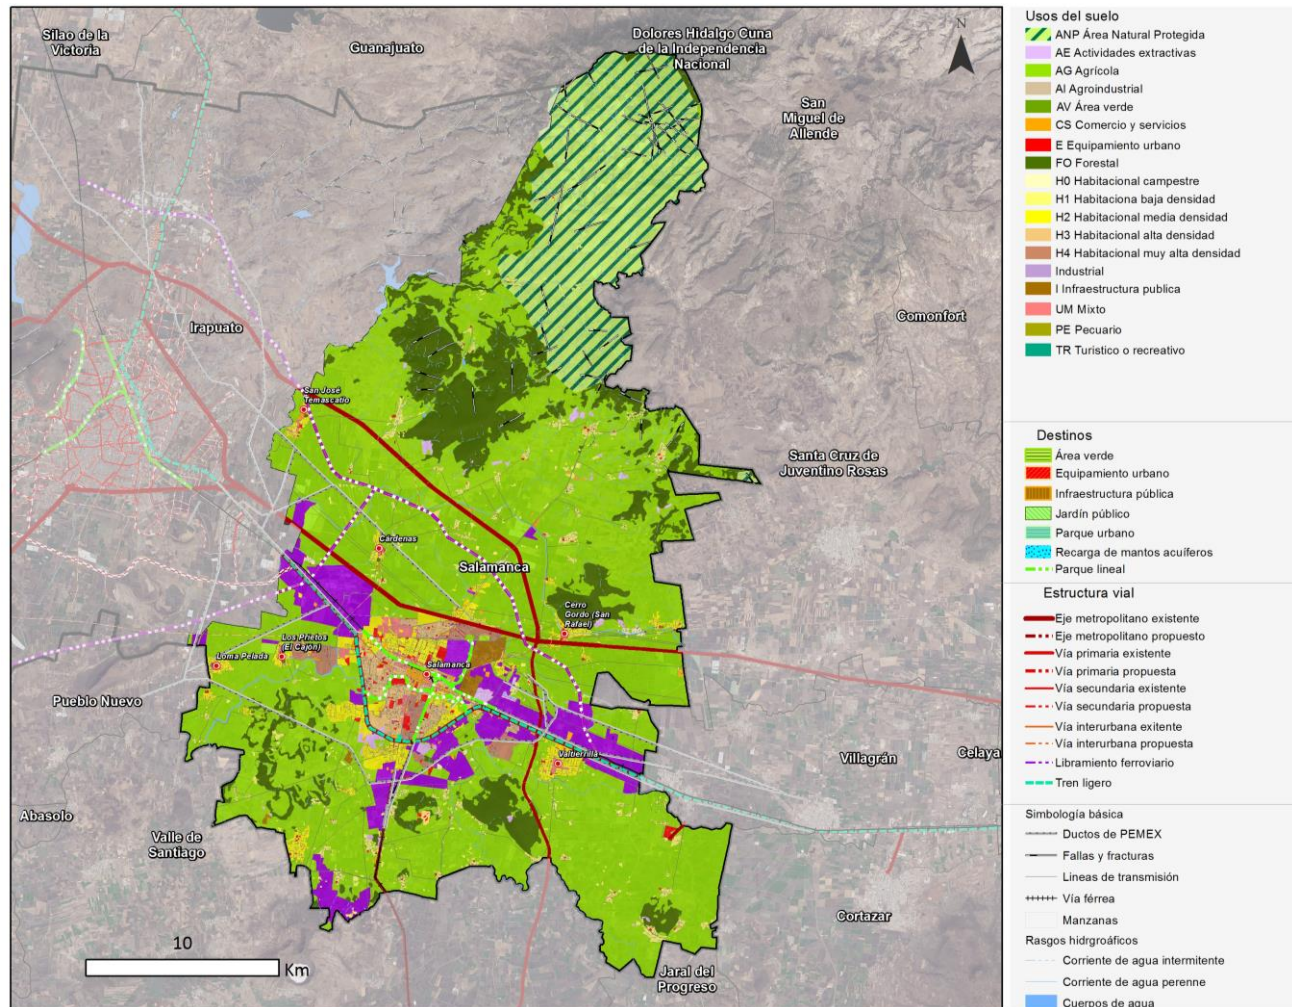 Silao de la
Victoria
Guanajuato
Dolores Hidalgo Cuna
de la Independencia
Nacional
N
San
Miguel de
Allende
Irapuato
Comonfort
San José
Temascatío
Santa Cruz de
Juventino Rosas
Cárdenas
Salamanca
Cerro
Gordo (San
Rafael)
Los Prietos
(El Cajón)
Loma Pelada
Salamanca
Pueblo Nuevo
Valtierrilla
Villagrán
Celaya
Abasolo
Valle de
Santiago
Cortazar
10
Km
Jaral del
Progreso
Usos del suelo
ANP Área Natural Protegida
AE Actividades extractivas
AG Agrícola
AI Agroindustrial
AV Área verde
CS Comercio y servicios
E Equipamiento urbano
FO Forestal
H0 Habitacional campestre
H1 Habitaciona baja densidad
H2 Habitacional media densidad
H3 Habitacional alta densidad
H4 Habitacional muy alta densidad
Industrial
I Infraestructura publica
UM Mixto
PE Pecuario
TR Turistico o recreativo
Destinos
Área verde
Equipamiento urbano
Infraestructura pública
Jardín público
Parque urbano
Recarga de mantos acuíferos
Parque lineal
Estructura vial
Eje metropolitano existente
Eje metropolitano propuesto
Vía primaria existente
Vía primaria propuesta
Vía secundaria existente
Vía secundaria propuesta
Vía interurbana exitente
Vía interurbana propuesta
Libramiento ferroviario
Tren ligero
Simbología básica
Ductos de PEMEX
Fallas y fracturas
Lineas de transmisión
Vía férrea
Manzanas
Rasgos hidrgroáficos
Corriente de agua intermitente
Corriente de agua perenne
Cuerpos de agua